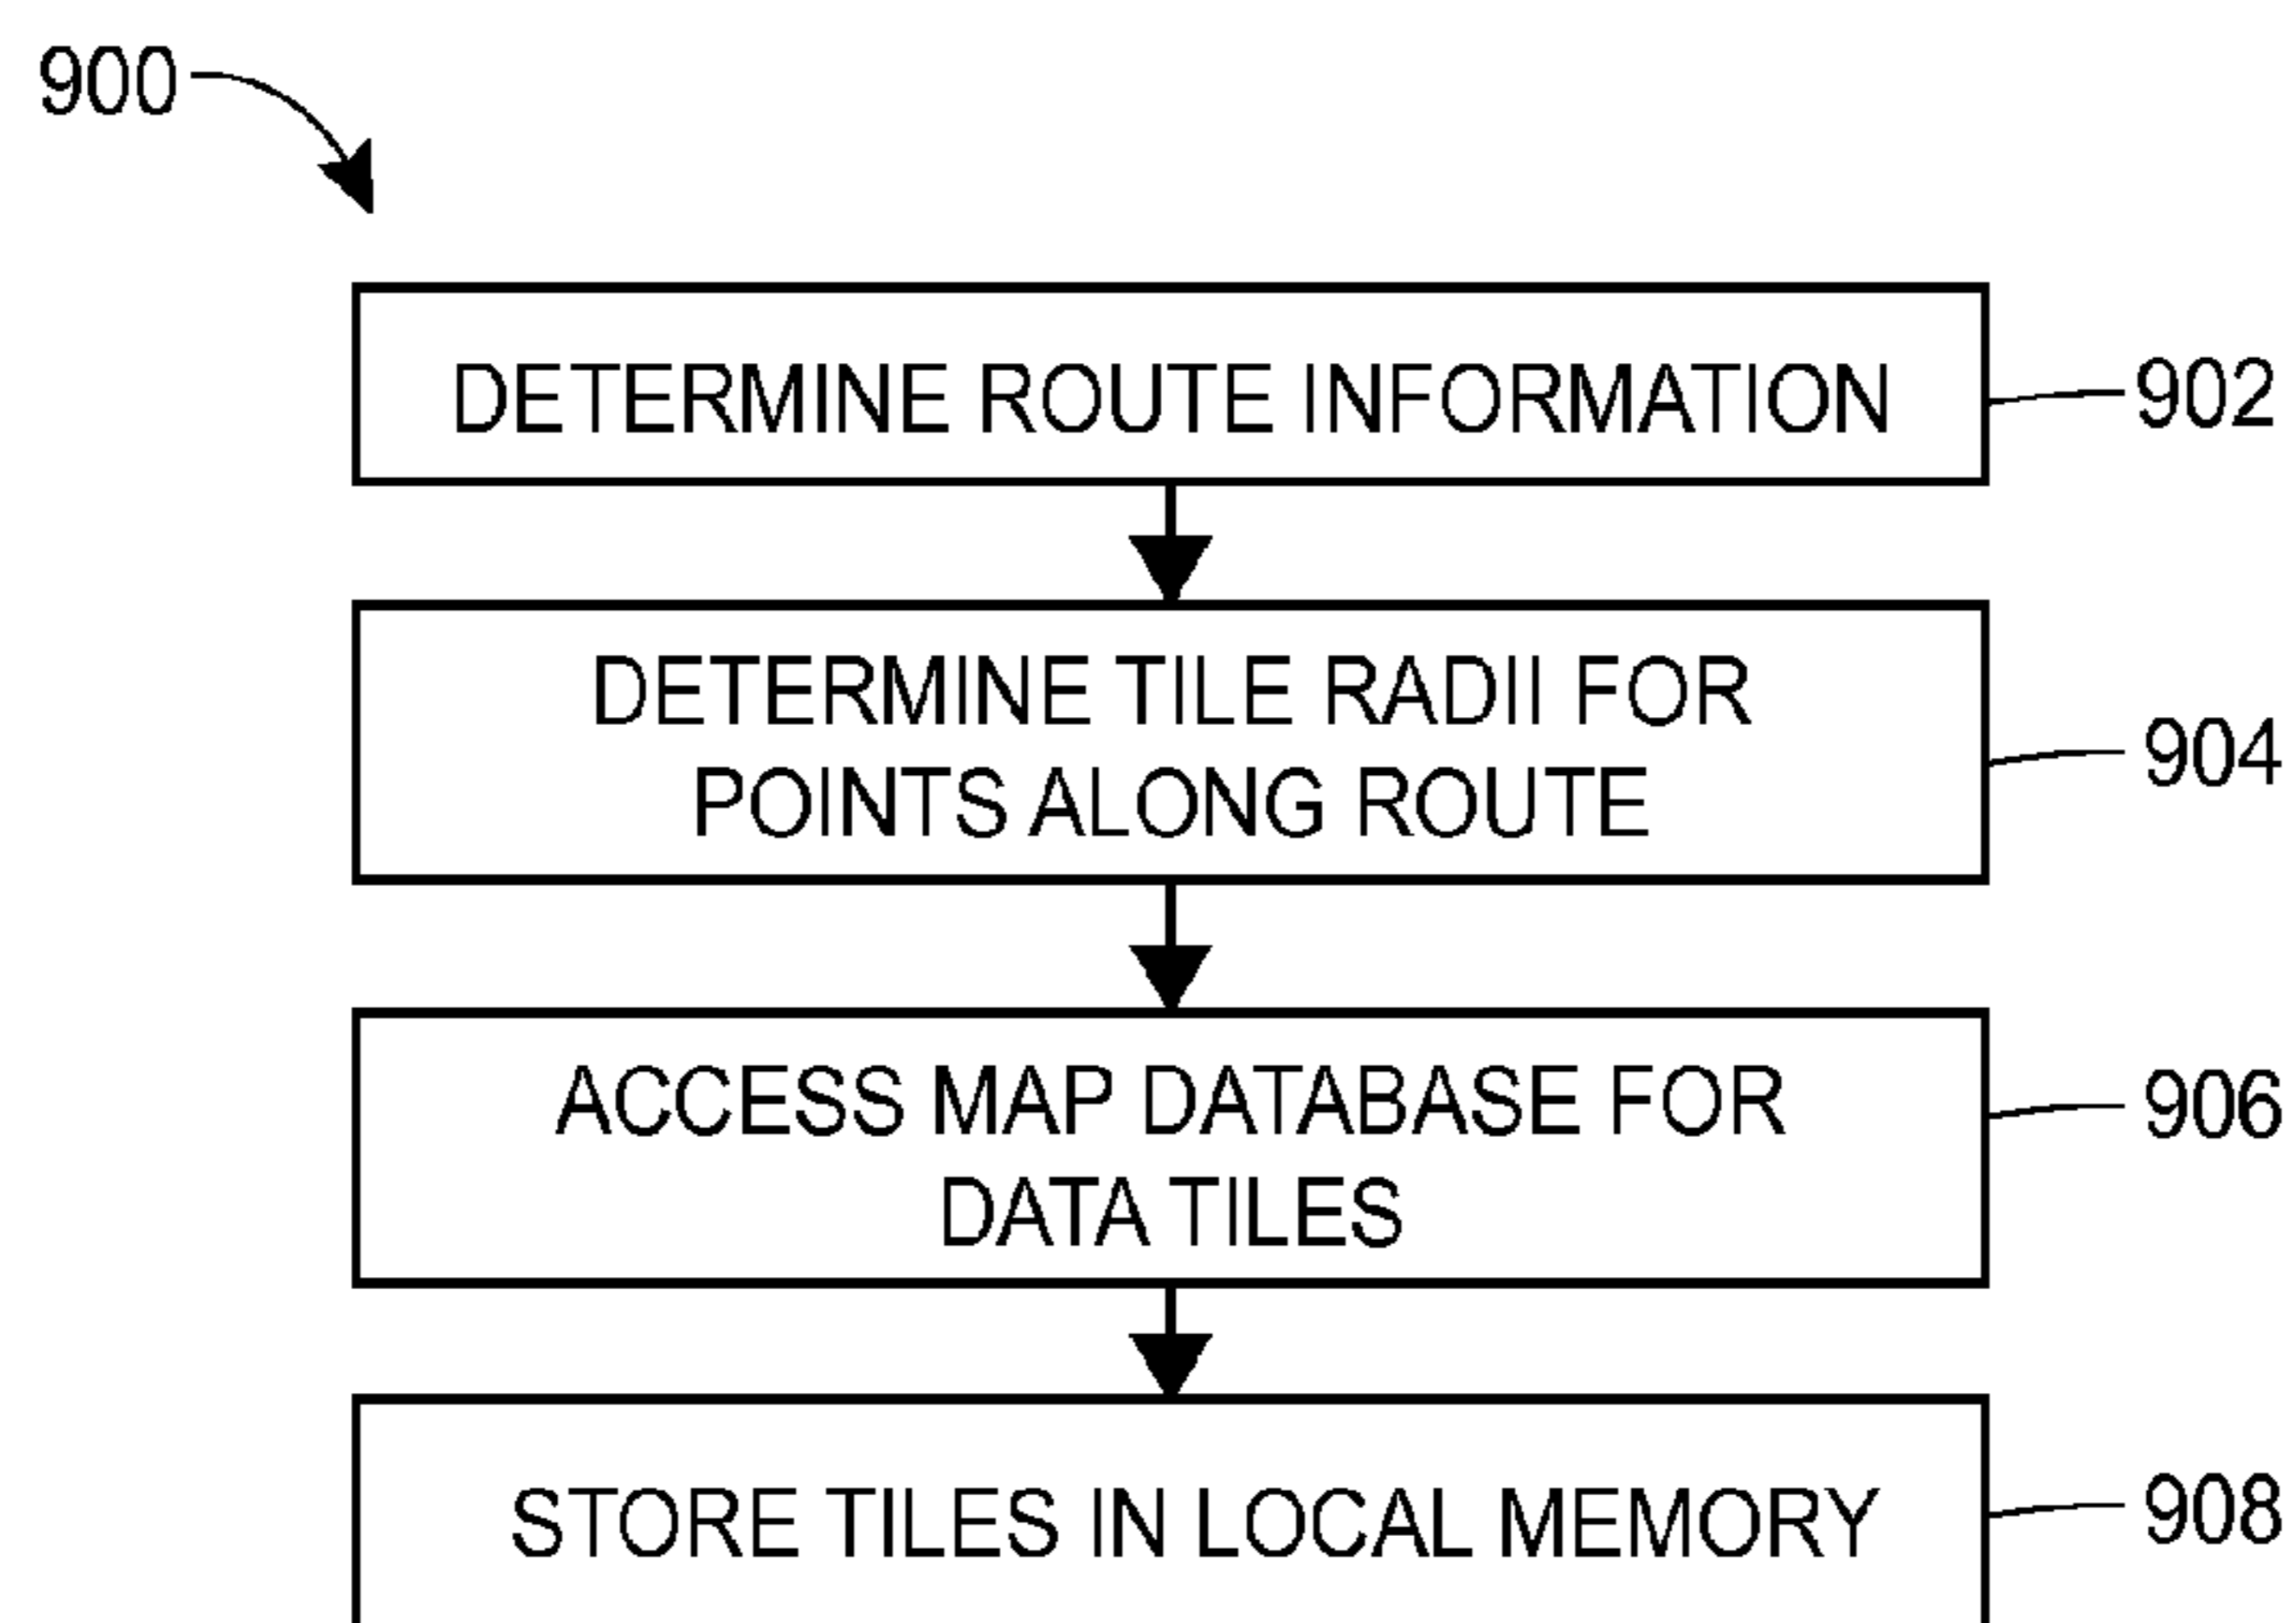 900
DETERMINE ROUTE INFORMATION
902
DETERMINE TILE RADII FOR
POINTS ALONG ROUTE
904
ACCESS MAP DATABASE FOR
DATA TILES
906
STORE TILES IN LOCAL MEMORY
908